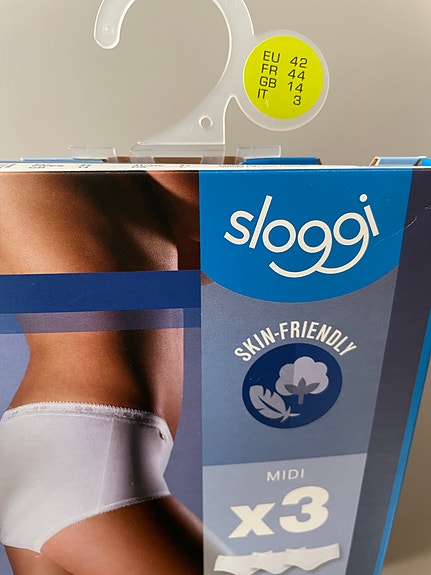 EU 42
FR 44
GB 14
IT 3
sloggi
SKIN-FRIENDLY
MIDI
x3